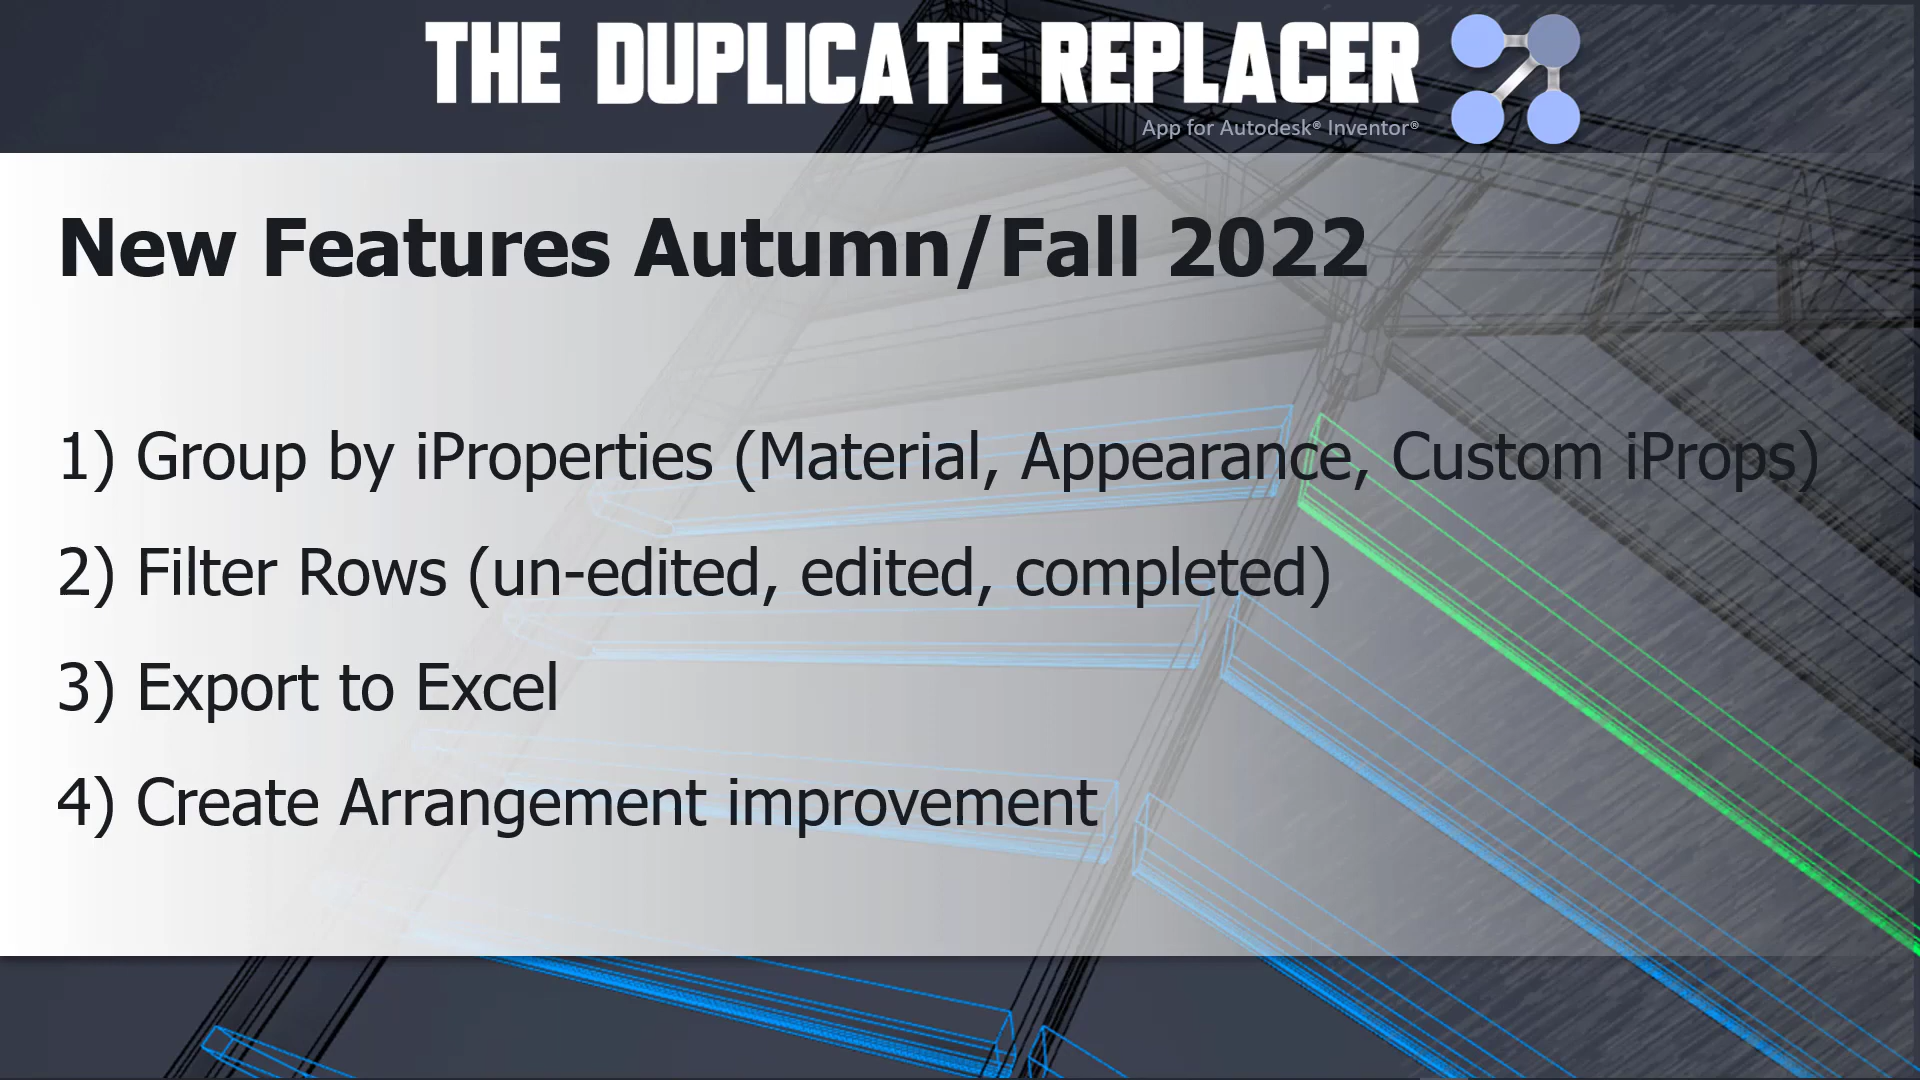 THE DUPLICATE REPLACER
App for Autodesk® Inventor®
New Features Autumn/Fall 2022
1) Group by iProperties (Material, Appearance, Custom iProps)
2) Filter Rows (un-edited, edited, completed)
3) Export to Excel
4) Create Arrangement improvement